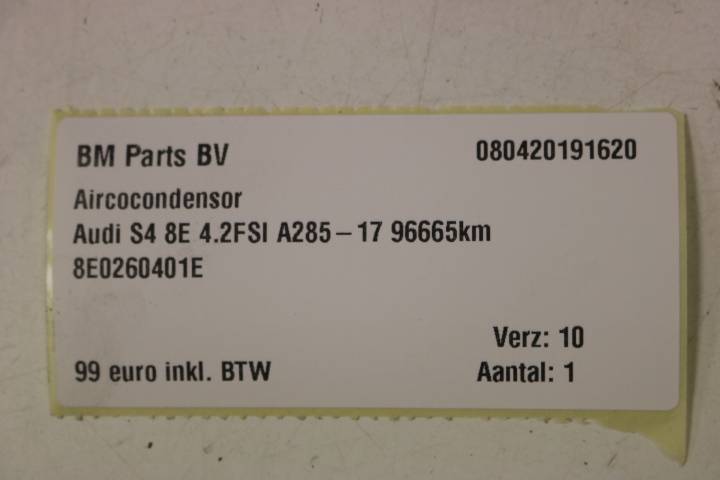 BM Parts BV 080420191620
Aircocondensor
Audi S4 8E 4.2FSI A285-17 96665km
8E0260401E
Verz: 10
99 euro inkl. BTW Aantal: 1